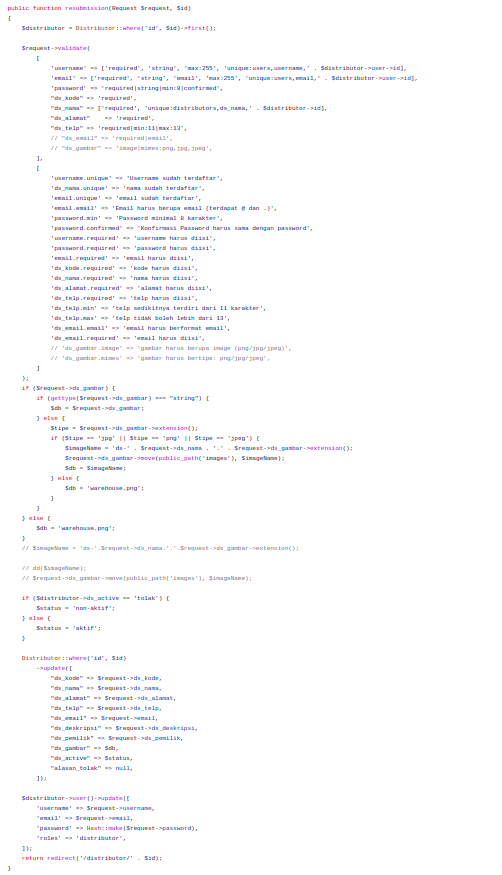 public function resubmission(Request $request, $id)
{
$distributor = Distributor::where('id', $id)->first();
$request->validate(
[
'username' => ['required', 'string', 'max:255', 'unique:users,username,' . $distributor->user->id],
'email' => ['required', 'string', 'email', 'max:255', 'unique:users,email,' . $distributor->user->id],
'password' => 'required|string|min:8|confirmed',
"ds_kode" => 'required',
"ds_nama" => ['required', 'unique:distributors,ds_nama,' . $distributor->id],
"ds_alamat" => 'required',
"ds_telp" => 'required|min:11|max:13',
// "ds_email" => 'required|email',
// "ds_gambar" => 'image|mimes:png,jpg,jpeg',
],
[
'username.unique' => 'Username sudah terdaftar',
'ds_nama.unique' => 'nama sudah terdaftar',
'email.unique' => 'email sudah terdaftar',
'email.email' => 'Email harus berupa email (terdapat @ dan .)',
'password.min' => 'Password minimal 8 karakter',
'password.confirmed' => 'Konfirmasi Password harus sama dengan password',
'username.required' => 'username harus diisi',
'password.required' => 'password harus diisi',
'email.required' => 'email harus diisi',
'ds_kode.required' => 'kode harus diisi',
'ds_nama.required' => 'nama harus diisi',
'ds_alamat.required' => 'alamat harus diisi',
'ds_telp.required' => 'telp harus diisi',
'ds_telp.min' => 'telp sedikitnya terdiri dari 11 karakter',
'ds_telp.max' => 'telp tidak boleh lebih dari 13',
'ds_email.email' => 'email harus berformat email',
'ds_email.required' => 'email harus diisi',
// 'ds_gambar.image' => 'gambar harus berupa image (png/jpg/jpeg)',
// 'ds_gambar.mimes' => 'gambar harus bertipe: png/jpg/jpeg',
]
);
if ($request->ds_gambar) {
if (gettype($request->ds_gambar) === "string") {
$db = $request->ds_gambar;
} else {
$tipe = $request->ds_gambar->extension();
if ($tipe == 'jpg' || $tipe == 'png' || $tipe == 'jpeg') {
$imageName = 'ds-' . $request->ds_nama . '.' . $request->ds_gambar->extension();
$request->ds_gambar->move(public_path('images'), $imageName);
$db = $imageName;
} else {
$db = 'warehouse.png';
}
}
} else {
$db = 'warehouse.png';
}
// $imageName = 'ds-'.$request->ds_nama.'.'.$request->ds_gambar->extension();
// dd($imageName);
// $request->ds_gambar->move(public_path('images'), $imageName);
if ($distributor->ds_active == 'tolak') {
$status = 'non-aktif';
} else {
$status = 'aktif';
}
Distributor::where('id', $id)
->update([
"ds_kode" => $request->ds_kode,
"ds_nama" => $request->ds_nama,
"ds_alamat" => $request->ds_alamat,
"ds_telp" => $request->ds_telp,
"ds_email" => $request->email,
"ds_deskripsi" => $request->ds_deskripsi,
"ds_pemilik" => $request->ds_pemilik,
"ds_gambar" => $db,
"ds_active" => $status,
"alasan_tolak" => null,
]);
$distributor->user()->update([
'username' => $request->username,
'email' => $request->email,
'password' => Hash::make($request->password),
'roles' => 'distributor',
]);
return redirect('/distributor/' . $id);
}